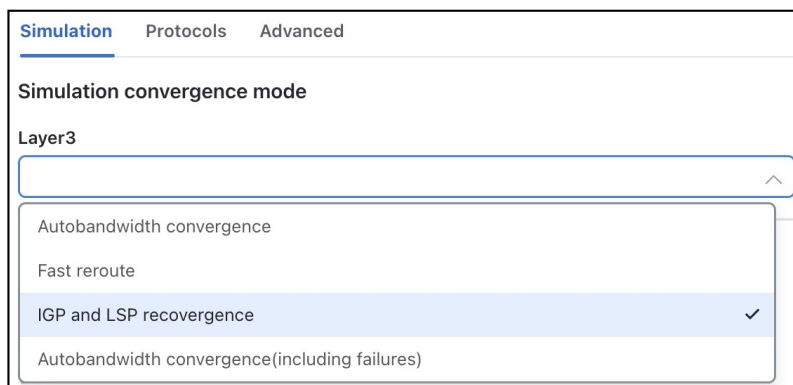 Simulation Protocols Advanced
Simulation convergence mode
Layer3
Autobandwidth convergence
Fast reroute
IGP and LSP recovergence
Autobandwidth convergence(including failures)